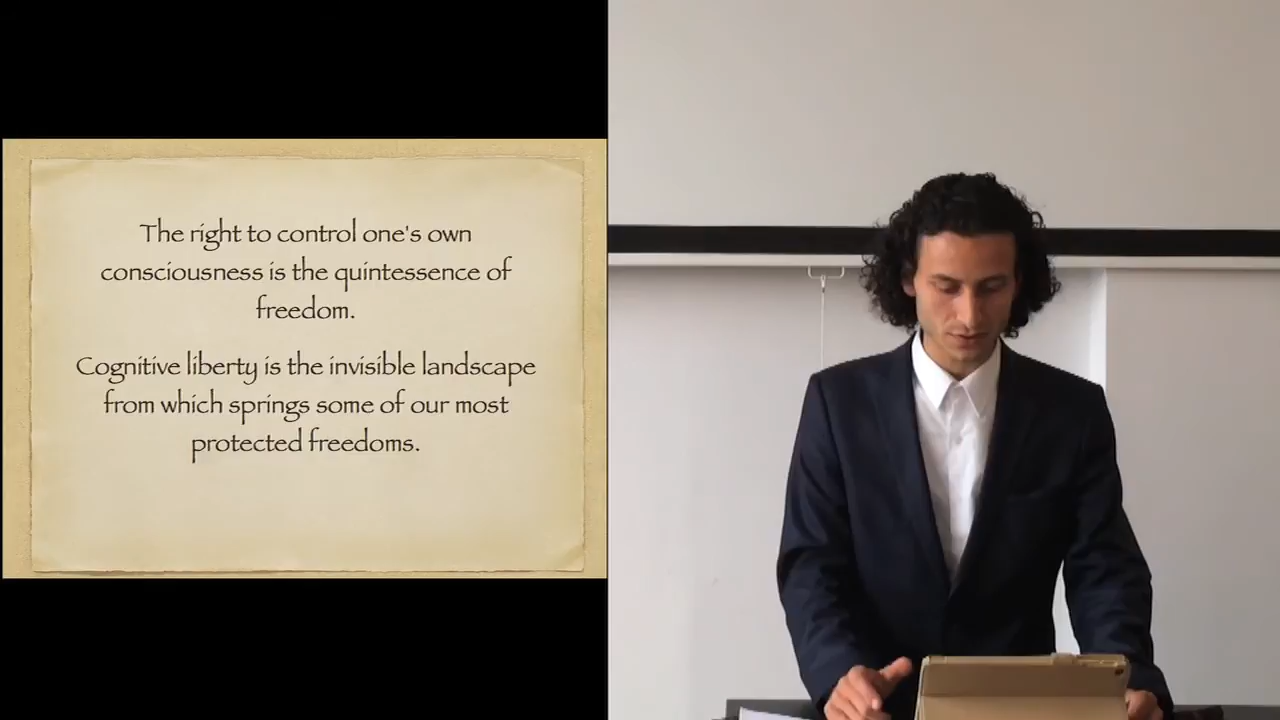 The right to control one's own
consciousness is the quintessence of
freedom.
Cognitive liberty is the invisible landscape
from which springs some of our most
protected freedoms.